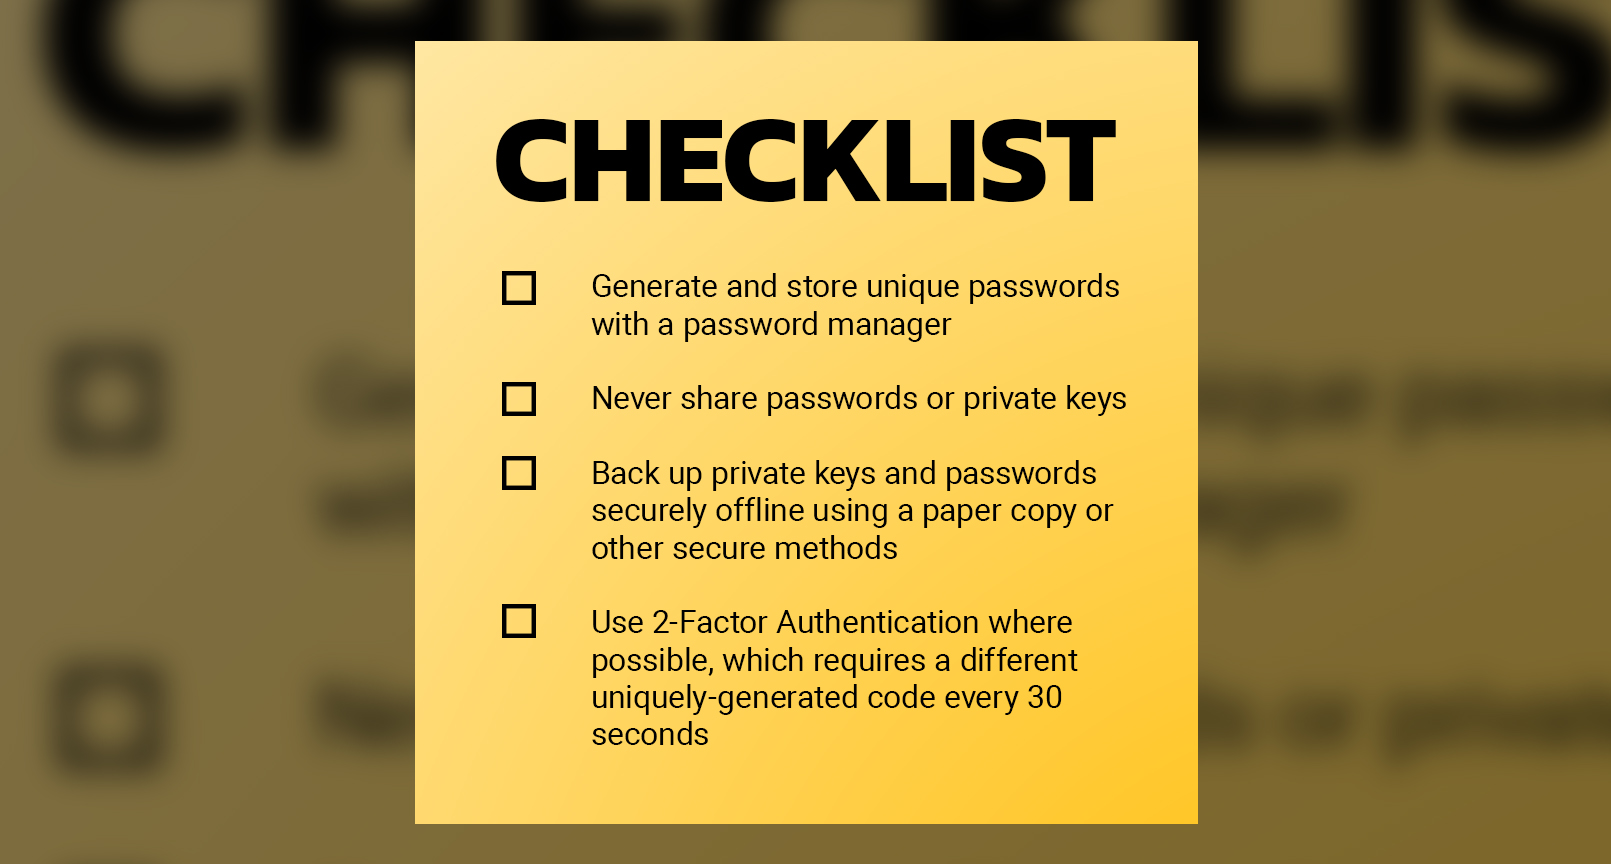 CHECKLIST
Generate and store unique passwords
with a password manager
Never share passwords or private keys
Back up private keys and passwords
securely offline using a paper copy or
other secure methods
Use 2-Factor Authentication where
possible, which requires a different
uniquely-generated code every 30
seconds